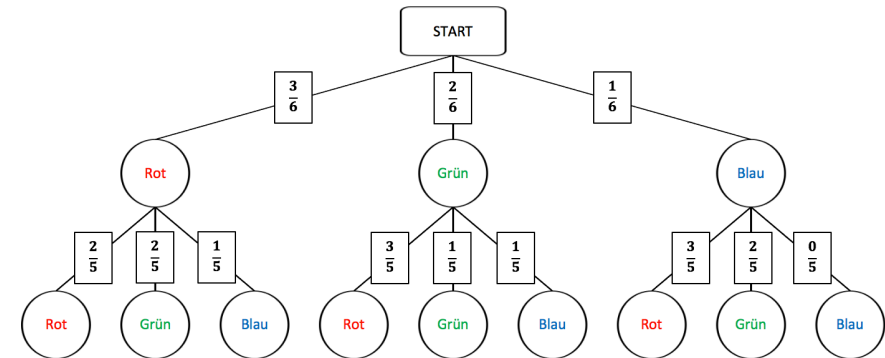 START
3/6 2/6 1/6
Rot Grün Blau
2/5 2/5 1/5 3/5 1/5 1/5 3/5 2/5 0/5
Rot Grün Blau Rot Grün Blau Rot Grün Blau